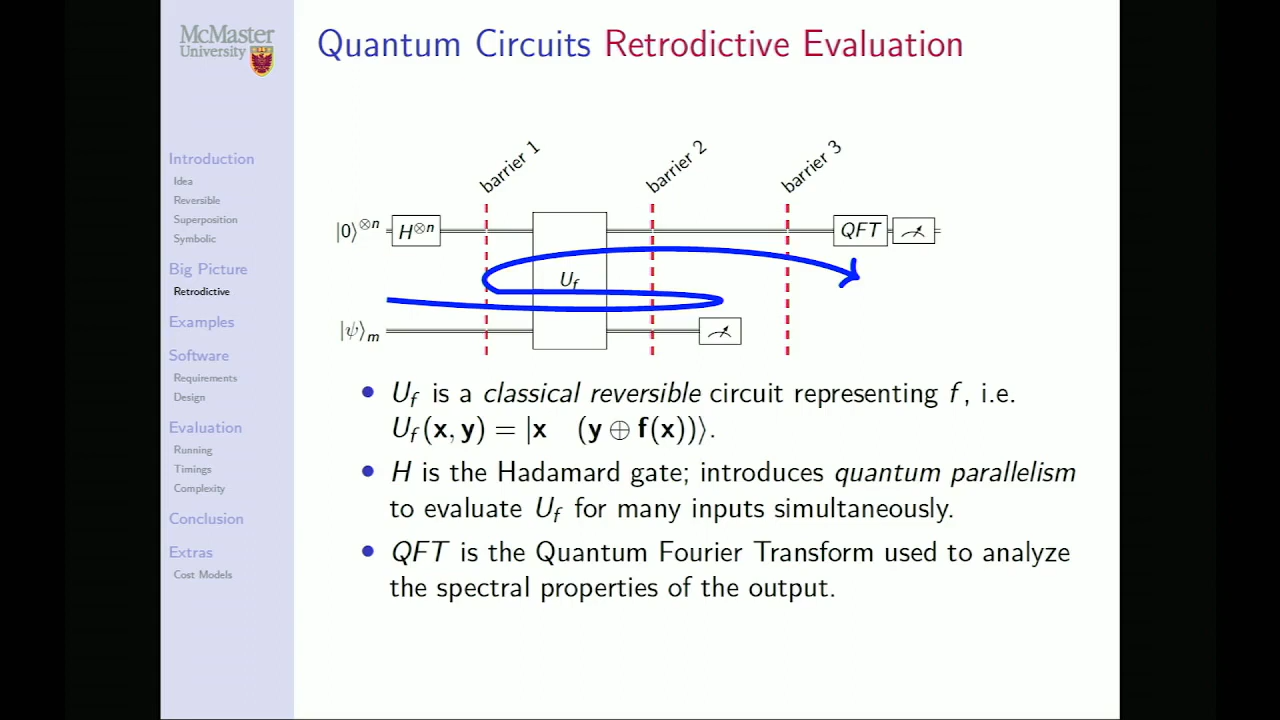 McMaster
University
Quantum Circuits Retrodictive Evaluation
Introduction
Idea
Reversible
Superposition
Symbolic
Big Picture
Retrodictive
Examples
Software
Requirements
Design
Evaluation
Running
Timings
Complexity
Conclusion
Extras
Cost Models
barrier 1
barrier 2
barrier 3
|0⟩⊗n
H⊗n
QFT
Uf
|ψ⟩m
• Uf is a classical reversible circuit representing f, i.e.
Uf(x, y) = |x (y ⊕ f(x))⟩.
• H is the Hadamard gate; introduces quantum parallelism
to evaluate Uf for many inputs simultaneously.
• QFT is the Quantum Fourier Transform used to analyze
the spectral properties of the output.